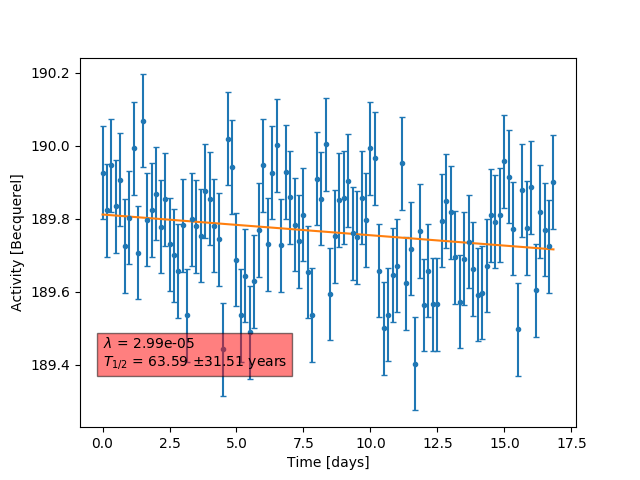 190.2
190.0
189.8
189.6
189.4
Activity [Becquerel]
λ = 2.99e-05
T1/2 = 63.59 ±31.51 years
0.0 2.5 5.0 7.5 10.0 12.5 15.0 17.5
Time [days]